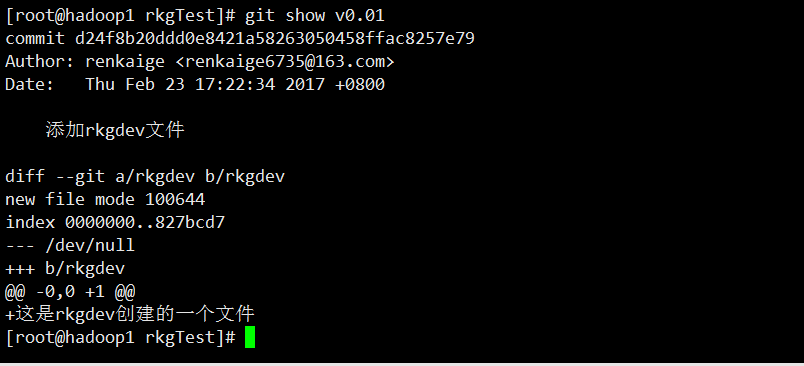 [root@hadoop1 rkgTest]# git show v0.01
commit d24f8b20ddd0e8421a58263050458ffac8257e79
Author: renkaige <renkaige6735@163.com>
Date:   Thu Feb 23 17:22:34 2017 +0800
    添加rkgdev文件
diff --git a/rkgdev b/rkgdev
new file mode 100644
index 0000000..827bcd7
--- /dev/null
+++ b/rkgdev
@@ -0,0 +1 @@
+这是rkgdev创建的一个文件
[root@hadoop1 rkgTest]#